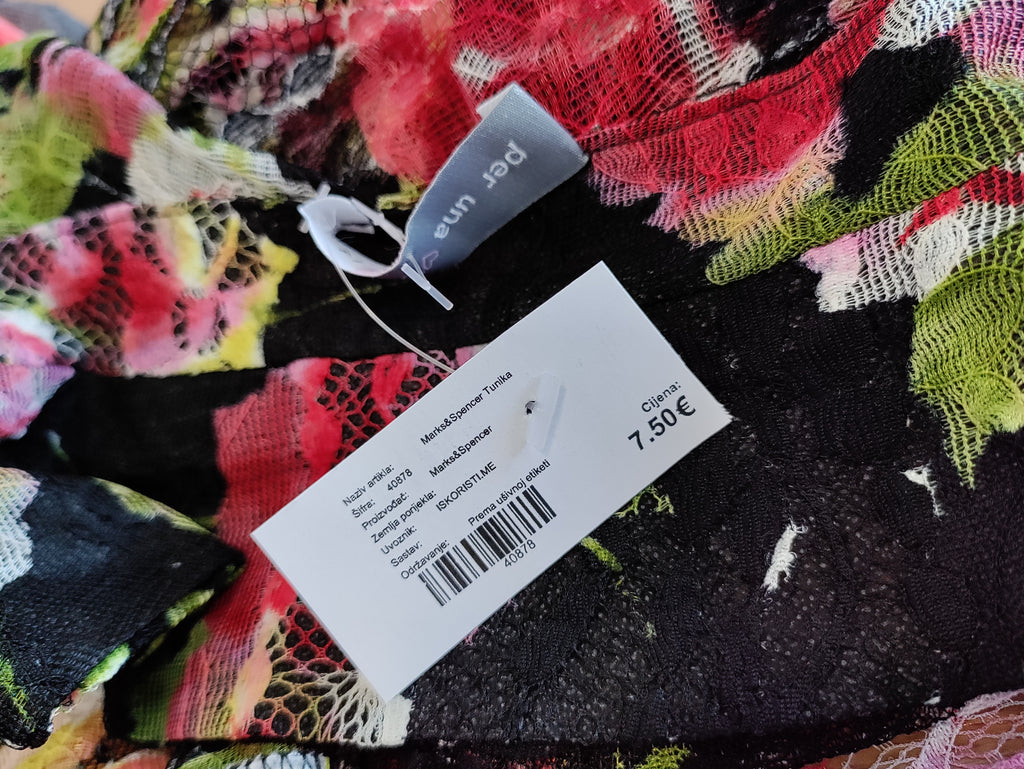 per una
Naziv artikla: Marks&Spencer Tunika
Šifra: 40878
Proizvođač: Marks&Spencer
Zemlja porijekla:
Uvoznik: ISKORISTI.ME
Sastav:
Održavanje: Prema ušivnoj etiketi
40878
Cijena:
7.50€